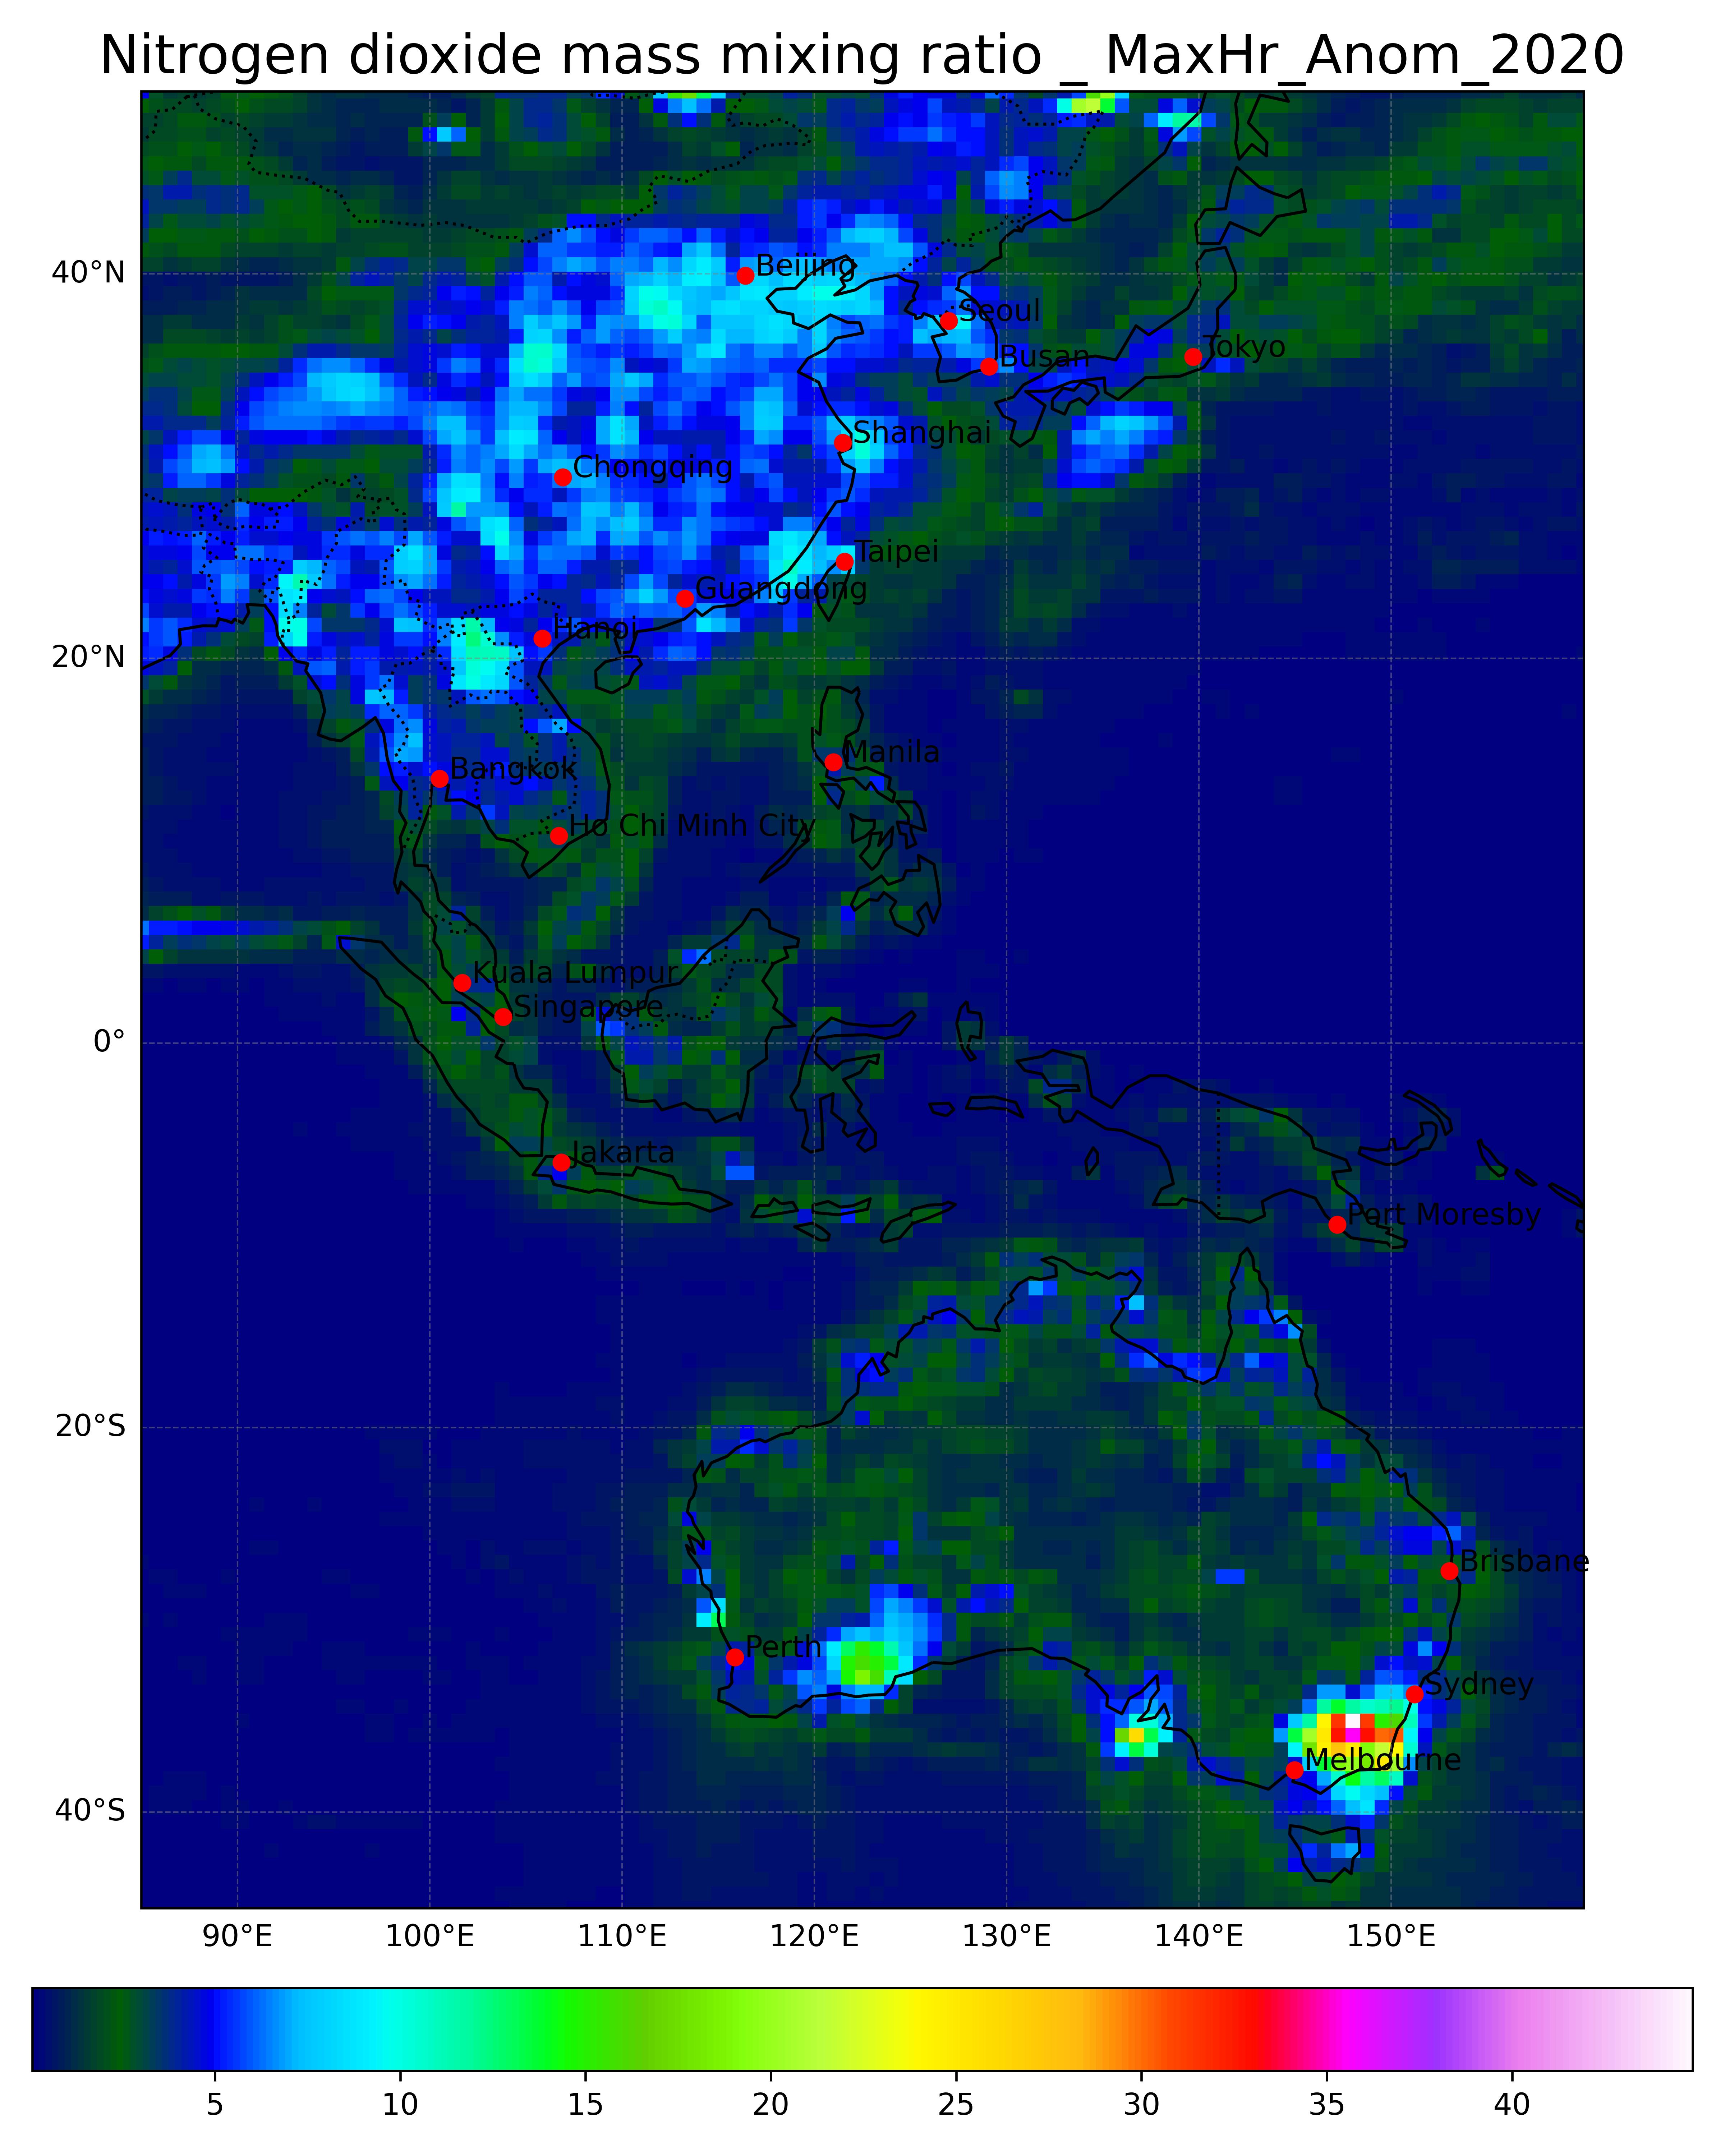 Nitrogen dioxide mass mixing ratio _ MaxHr_Anom_2020
40°N
20°N
0°
20°S
40°S
Beijing
Seoul
Busan
Tokyo
Shanghai
Chongqing
Taipei
Guangdong
Hanoi
Manila
Bangkok
Ho Chi Minh City
Kuala Lumpur
Singapore
Jakarta
Port Moresby
Brisbane
Perth
Sydney
Melbourne
90°E 100°E 110°E 120°E 130°E 140°E 150°E
5 10 15 20 25 30 35 40